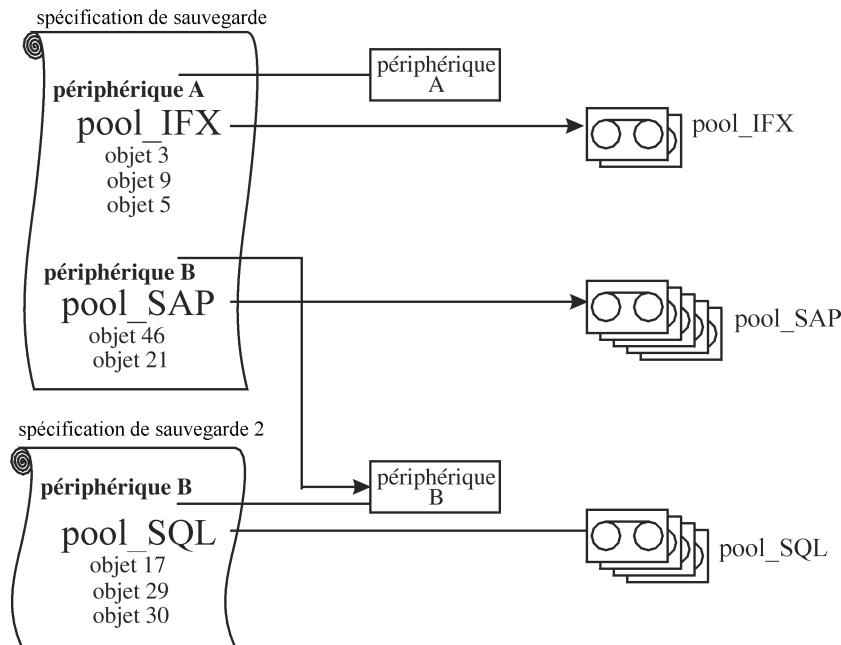 spécification de sauvegarde
périphérique A
pool_IFX
objet 3
objet 9
objet 5
périphérique B
pool_SAP
objet 46
objet 21
périphérique
A
pool_IFX
pool_SAP
spécification de sauvegarde 2
périphérique B
pool_SQL
objet 17
objet 29
objet 30
périphérique
B
pool_SQL